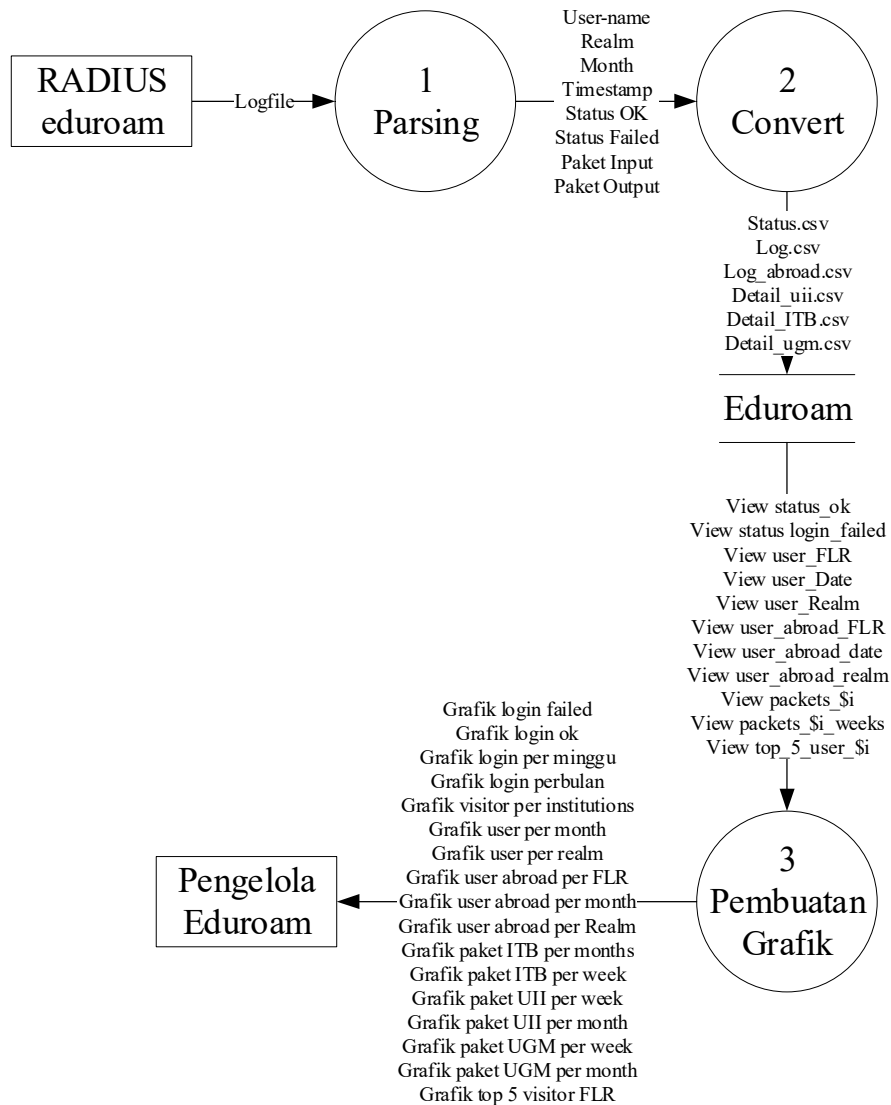 RADIUS
eduroam
Logfile
1
Parsing
User-name
Realm
Month
Timestamp
Status OK
Status Failed
Paket Input
Paket Output
2
Convert
Status.csv
Log.csv
Log_abroad.csv
Detail_uii.csv
Detail_ITB.csv
Detail_ugm.csv
Eduroam
View status_ok
View status login_failed
View user_FLR
View user_Date
View user_Realm
View user_abroad_FLR
View user_abroad_date
View user_abroad_realm
View packets_$i
View packets_$i_weeks
View top_5_user_$i
3
Pembuatan
Grafik
Grafik login failed
Grafik login ok
Grafik login per minggu
Grafik login perbulan
Grafik visitor per institutions
Grafik user per month
Grafik user per realm
Grafik user abroad per FLR
Grafik user abroad per month
Grafik user abroad per Realm
Grafik paket ITB per months
Grafik paket ITB per week
Grafik paket UII per week
Grafik paket UII per month
Grafik paket UGM per week
Grafik paket UGM per month
Grafik top 5 visitor FLR
Pengelola
Eduroam